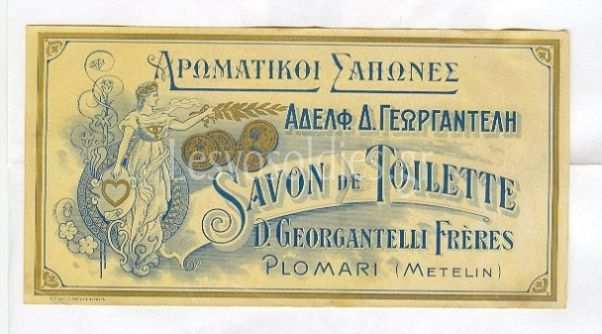 ΑΡΩΜΑΤΙΚΟΙ ΣΑΠΩΝΕΣ
ΑΔΕΛΦ. Δ. ΓΕΩΡΓΑΝΤΕΛΗ
SAVON DE TOILETTE
D. GEORGANTELLI FRÈRES
PLOMARI (METELIN)